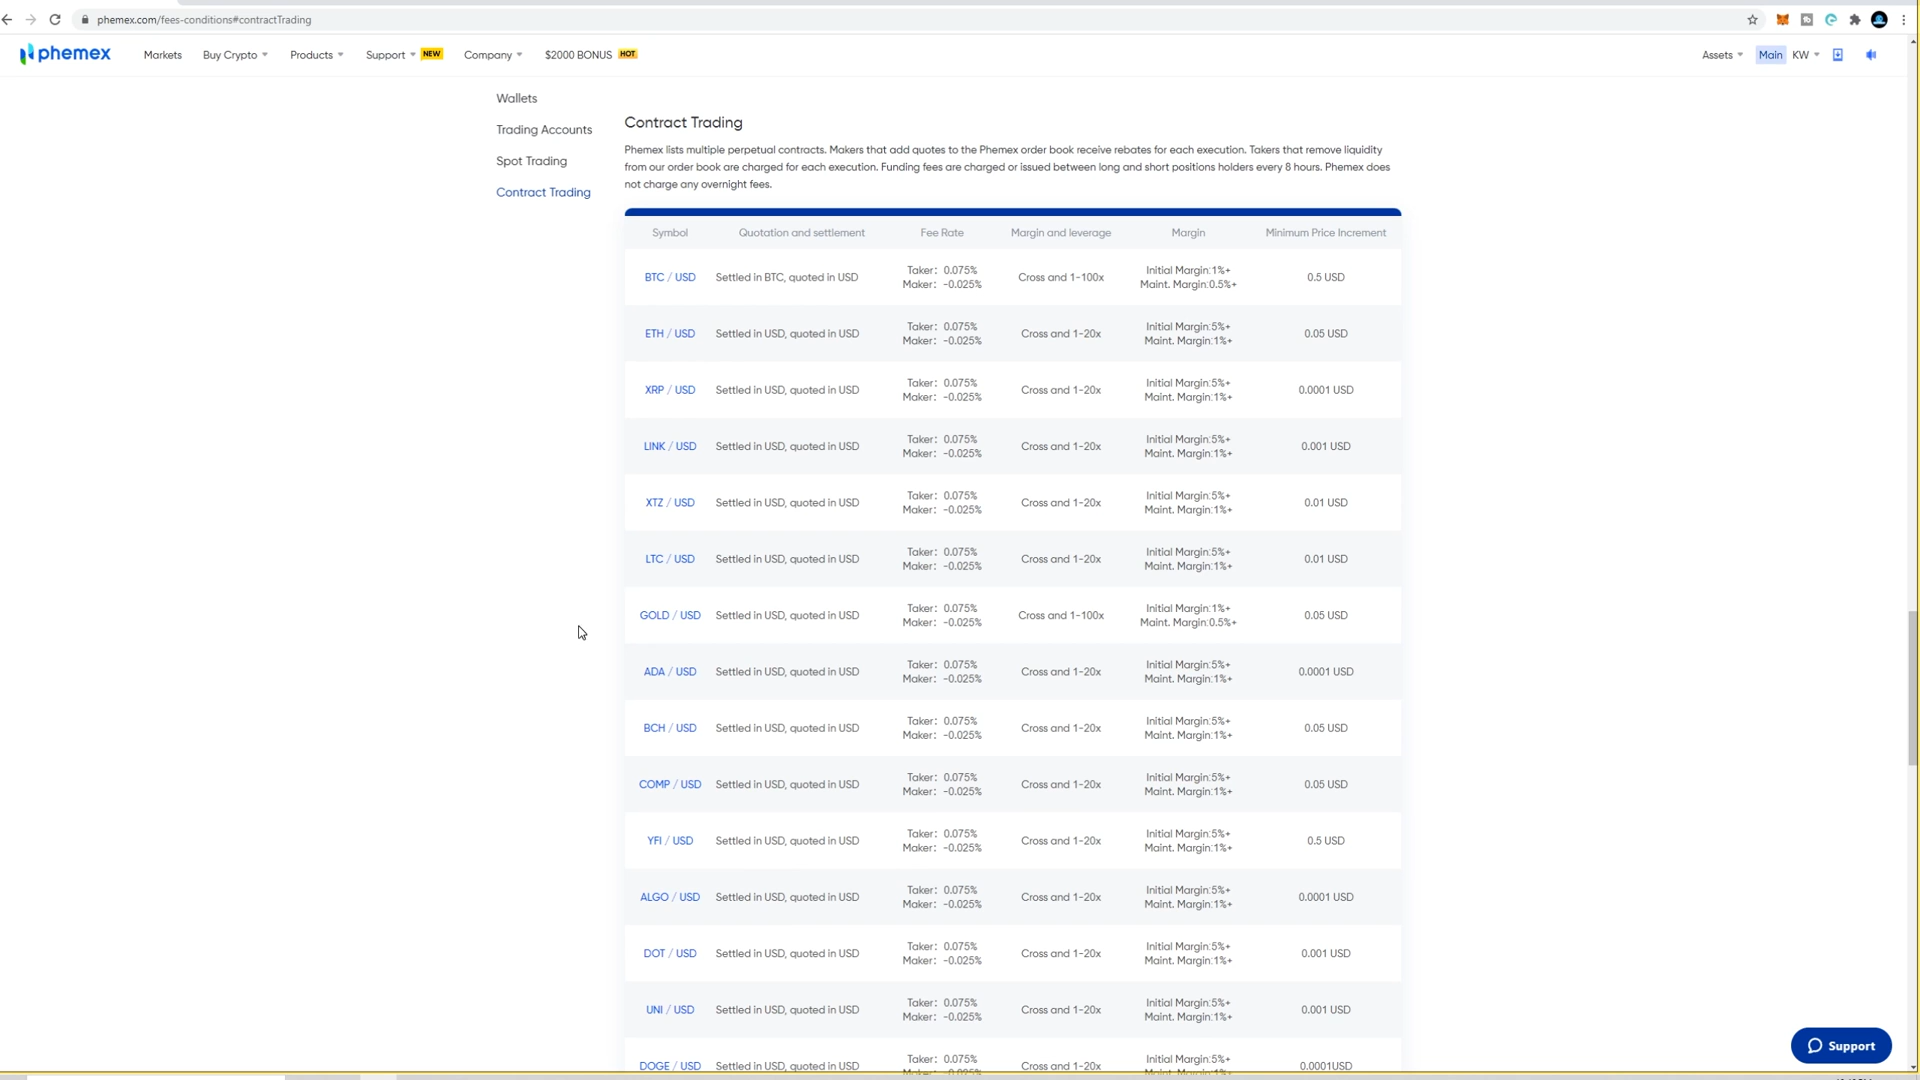 phemex.com/fees-conditions#contractTrading
phemex
Markets
Buy Crypto
Products
Support NEW
Company
$2000 BONUS HOT
Assets
Main
KW
Wallets
Trading Accounts
Spot Trading
Contract Trading
Contract Trading
Phemex lists multiple perpetual contracts. Makers that add quotes to the Phemex order book receive rebates for each execution. Takers that remove liquidity
from our order book are charged for each execution. Funding fees are charged or issued between long and short positions holders every 8 hours. Phemex does
not charge any overnight fees.
Symbol Quotation and settlement Fee Rate Margin and leverage Margin Minimum Price Increment
Taker: 0.075% Initial Margin:1%+
BTC / USD Settled in BTC, quoted in USD Cross and 1-100x 0.5 USD
Maker: -0.025% Maint. Margin:0.5%+
Taker: 0.075% Initial Margin:5%+
ETH / USD Settled in USD, quoted in USD Cross and 1-20x 0.05 USD
Maker: -0.025% Maint. Margin:1%+
Taker: 0.075% Initial Margin:5%+
XRP / USD Settled in USD, quoted in USD Cross and 1-20x 0.0001 USD
Maker: -0.025% Maint. Margin:1%+
Taker: 0.075% Initial Margin:5%+
LINK / USD Settled in USD, quoted in USD Cross and 1-20x 0.001 USD
Maker: -0.025% Maint. Margin:1%+
Taker: 0.075% Initial Margin:5%+
XTZ / USD Settled in USD, quoted in USD Cross and 1-20x 0.01 USD
Maker: -0.025% Maint. Margin:1%+
Taker: 0.075% Initial Margin:5%+
LTC / USD Settled in USD, quoted in USD Cross and 1-20x 0.01 USD
Maker: -0.025% Maint. Margin:1%+
Taker: 0.075% Initial Margin:1%+
GOLD / USD Settled in USD, quoted in USD Cross and 1-100x 0.05 USD
Maker: -0.025% Maint. Margin:0.5%+
Taker: 0.075% Initial Margin:5%+
ADA / USD Settled in USD, quoted in USD Cross and 1-20x 0.0001 USD
Maker: -0.025% Maint. Margin:1%+
Taker: 0.075% Initial Margin:5%+
BCH / USD Settled in USD, quoted in USD Cross and 1-20x 0.05 USD
Maker: -0.025% Maint. Margin:1%+
Taker: 0.075% Initial Margin:5%+
COMP / USD Settled in USD, quoted in USD Cross and 1-20x 0.05 USD
Maker: -0.025% Maint. Margin:1%+
Taker: 0.075% Initial Margin:5%+
YFI / USD Settled in USD, quoted in USD Cross and 1-20x 0.5 USD
Maker: -0.025% Maint. Margin:1%+
Taker: 0.075% Initial Margin:5%+
ALGO / USD Settled in USD, quoted in USD Cross and 1-20x 0.0001 USD
Maker: -0.025% Maint. Margin:1%+
Taker: 0.075% Initial Margin:5%+
DOT / USD Settled in USD, quoted in USD Cross and 1-20x 0.001 USD
Maker: -0.025% Maint. Margin:1%+
Taker: 0.075% Initial Margin:5%+
UNI / USD Settled in USD, quoted in USD Cross and 1-20x 0.001 USD
Maker: -0.025% Maint. Margin:1%+
Taker: 0.075% Initial Margin:5%+
DOGE / USD Settled in USD, quoted in USD Cross and 1-20x 0.0001USD
Support